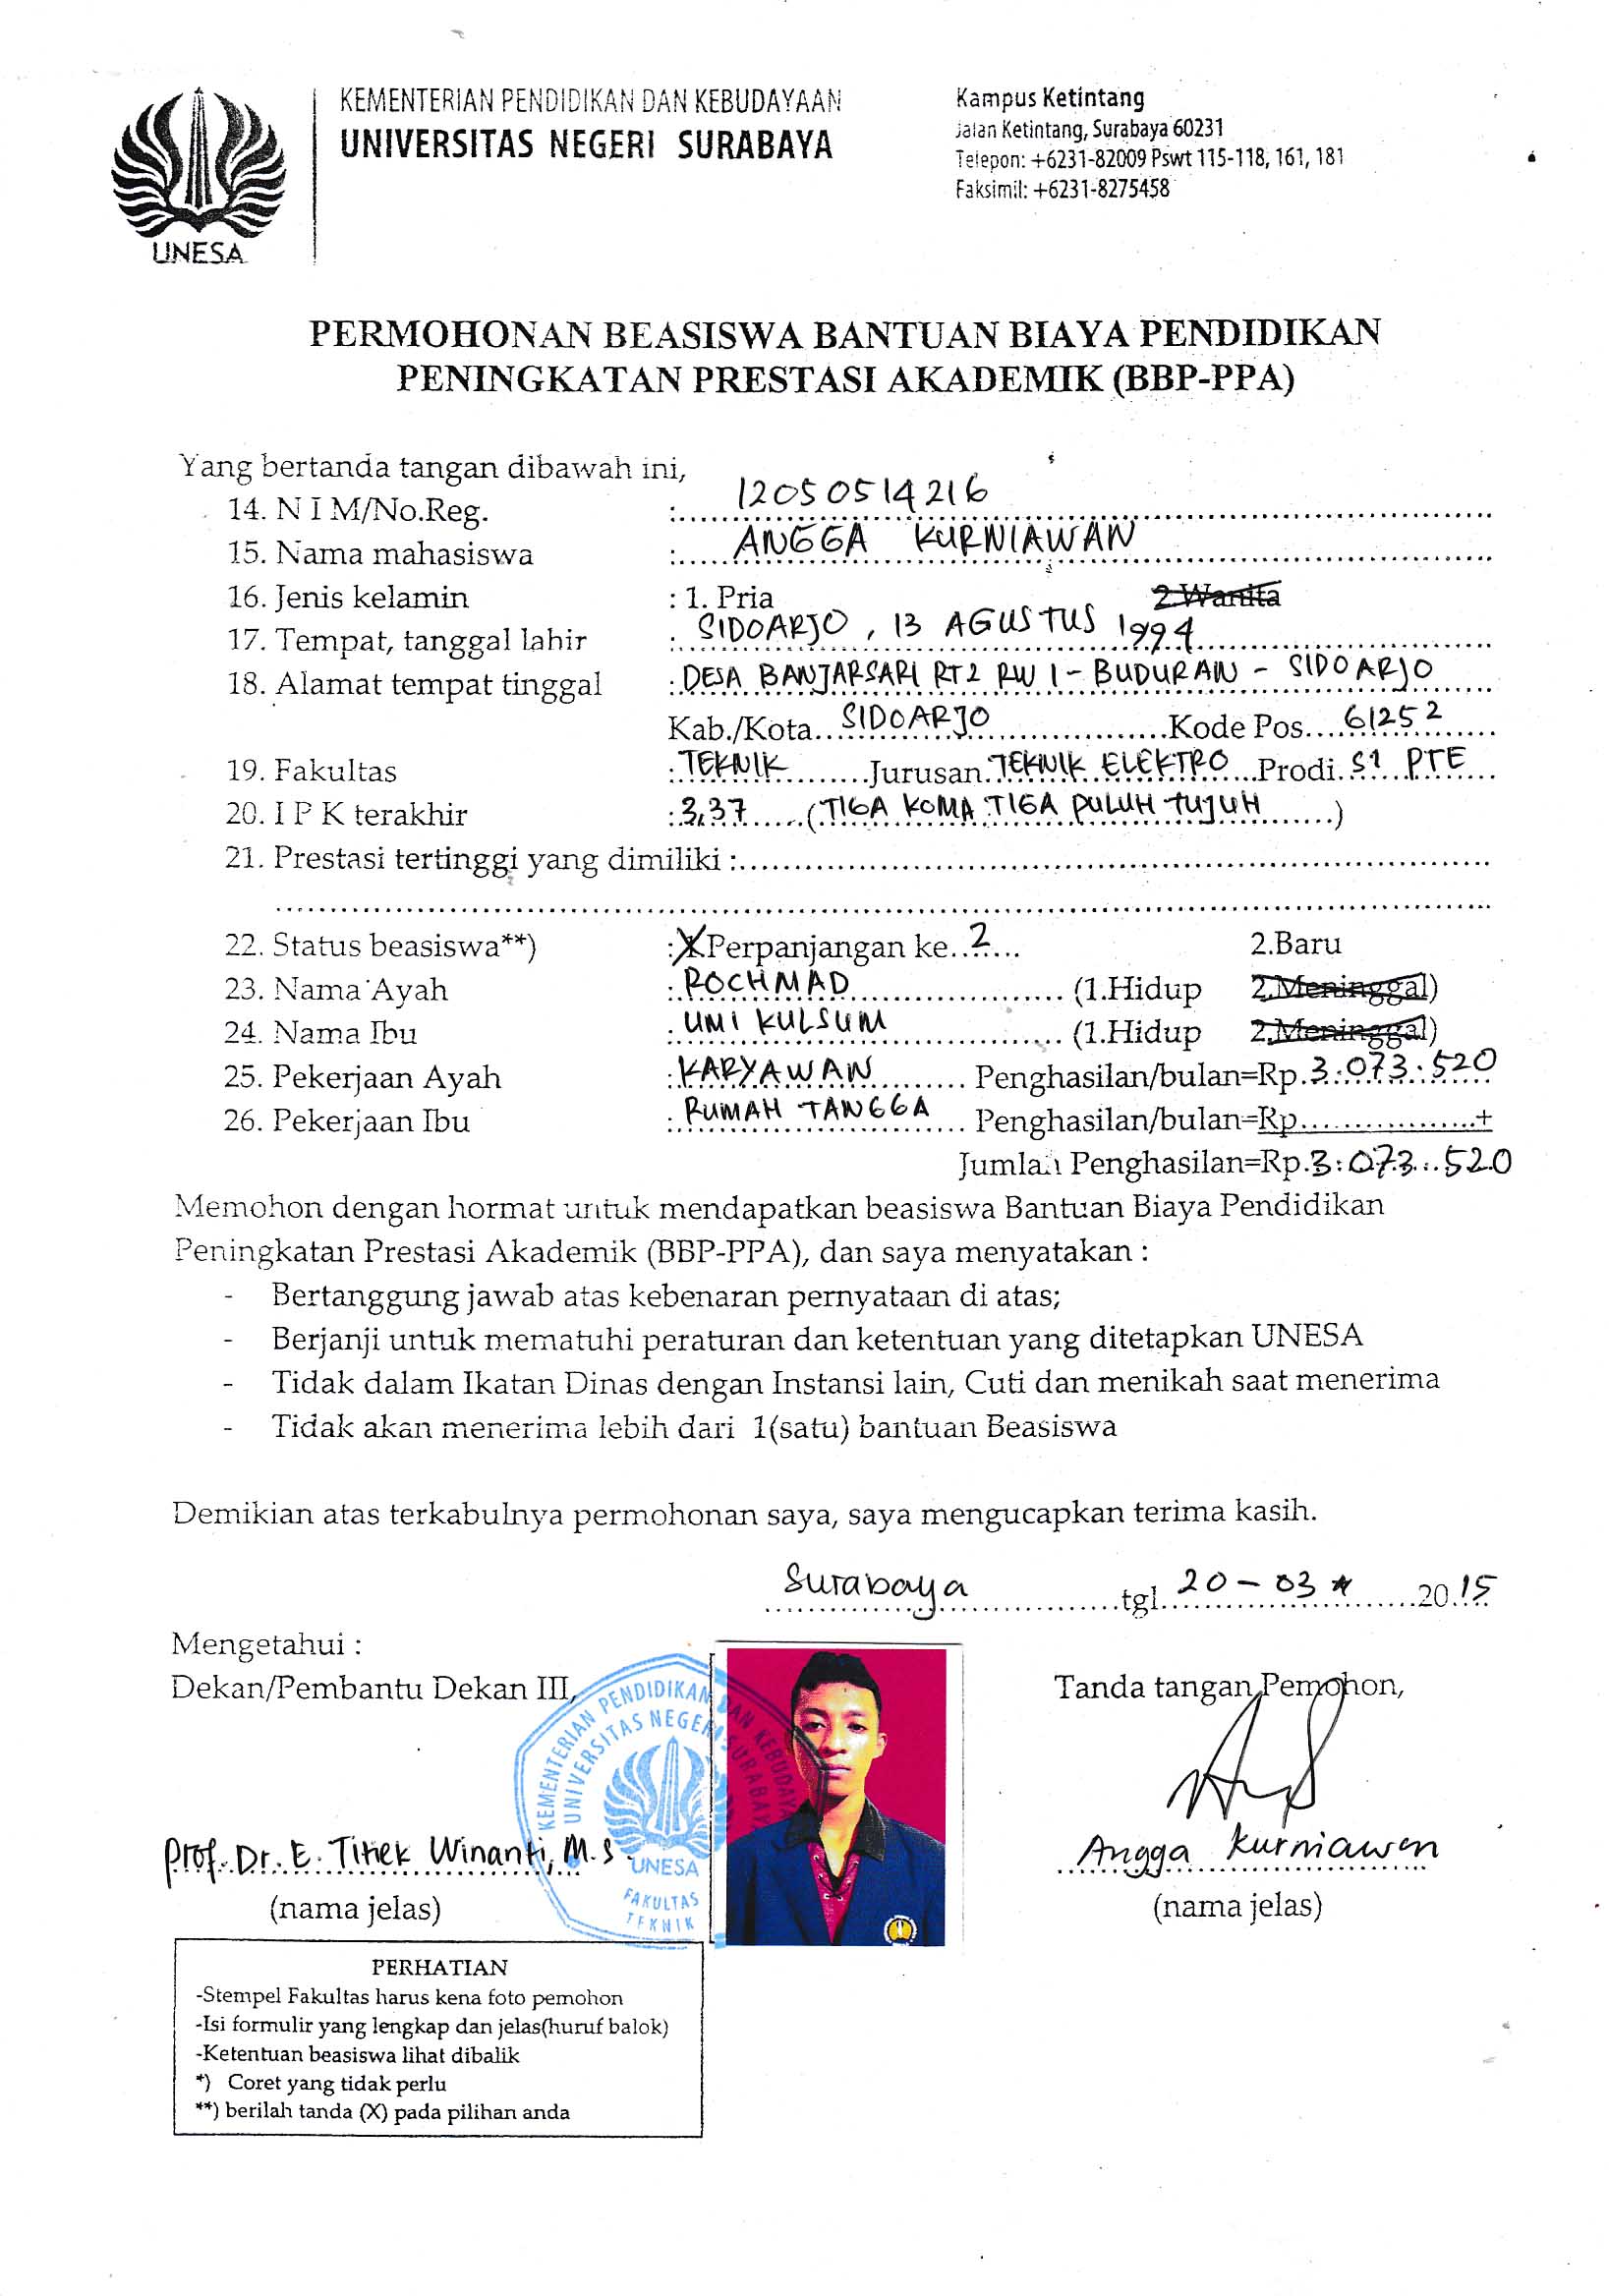 KEMENTERIAN PENDIDIKAN DAN KEBUDAYAAN
UNIVERSITAS NEGERI SURABAYA
Kampus Ketintang
Jalan Ketintang, Surabaya 60231
Telepon: +6231-82009 Pswt 115-118, 161, 181
Faksimil: +6231-8275458
UNESA
PERMOHONAN BEASISWA BANTUAN BIAYA PENDIDIKAN
PENINGKATAN PRESTASI AKADEMIK (BBP-PPA)
Yang bertanda tangan dibawah ini,
14. N I M/No.Reg. : 12050514216
15. Nama mahasiswa : ANGGA KURNIAWAN
16. Jenis kelamin : 1. Pria 2.Wanita
17. Tempat, tanggal lahir : SIDOARJO, 13 AGUSTUS 1994
18. Alamat tempat tinggal : DESA BANJARSARI RT2 RW 1 - BUDURAN - SIDOARJO
Kab./Kota SIDOARJO Kode Pos 61252
19. Fakultas : TEKNIK Jurusan TEKNIK ELEKTRO Prodi S1 PTE
20. I P K terakhir : 3,37 (TIGA KOMA TIGA PULUH TUJUH)
21. Prestasi tertinggi yang dimiliki :
22. Status beasiswa**) : X Perpanjangan ke 2 2.Baru
23. Nama Ayah : ROCHMAD (1.Hidup 2.Meninggal)
24. Nama Ibu : UMI KULSUM (1.Hidup 2.Meninggal)
25. Pekerjaan Ayah : KARYAWAN Penghasilan/bulan=Rp. 3.073.520
26. Pekerjaan Ibu : RUMAH TANGGA Penghasilan/bulan=Rp +
Jumlah Penghasilan=Rp. 3.073.520
Memohon dengan hormat untuk mendapatkan beasiswa Bantuan Biaya Pendidikan
Peningkatan Prestasi Akademik (BBP-PPA), dan saya menyatakan :
- Bertanggung jawab atas kebenaran pernyataan di atas;
- Berjanji untuk mematuhi peraturan dan ketentuan yang ditetapkan UNESA
- Tidak dalam Ikatan Dinas dengan Instansi lain, Cuti dan menikah saat menerima
- Tidak akan menerima lebih dari 1(satu) bantuan Beasiswa
Demikian atas terkabulnya permohonan saya, saya mengucapkan terima kasih.
Surabaya tgl 20-03 2015
Mengetahui :
Dekan/Pembantu Dekan III,
Tanda tangan Pemohon,
KEMENTERIAN PENDIDIKAN DAN KEBUDAYAAN
UNIVERSITAS NEGERI SURABAYA
UNESA
FAKULTAS
TEKNIK
Prof. Dr. E. Titiek Winanti, M.S.
(nama jelas)
Angga Kurniawan
(nama jelas)
PERHATIAN
-Stempel Fakultas harus kena foto pemohon
-Isi formulir yang lengkap dan jelas(huruf balok)
-Ketentuan beasiswa lihat dibalik
*) Coret yang tidak perlu
**) berilah tanda (X) pada pilihan anda